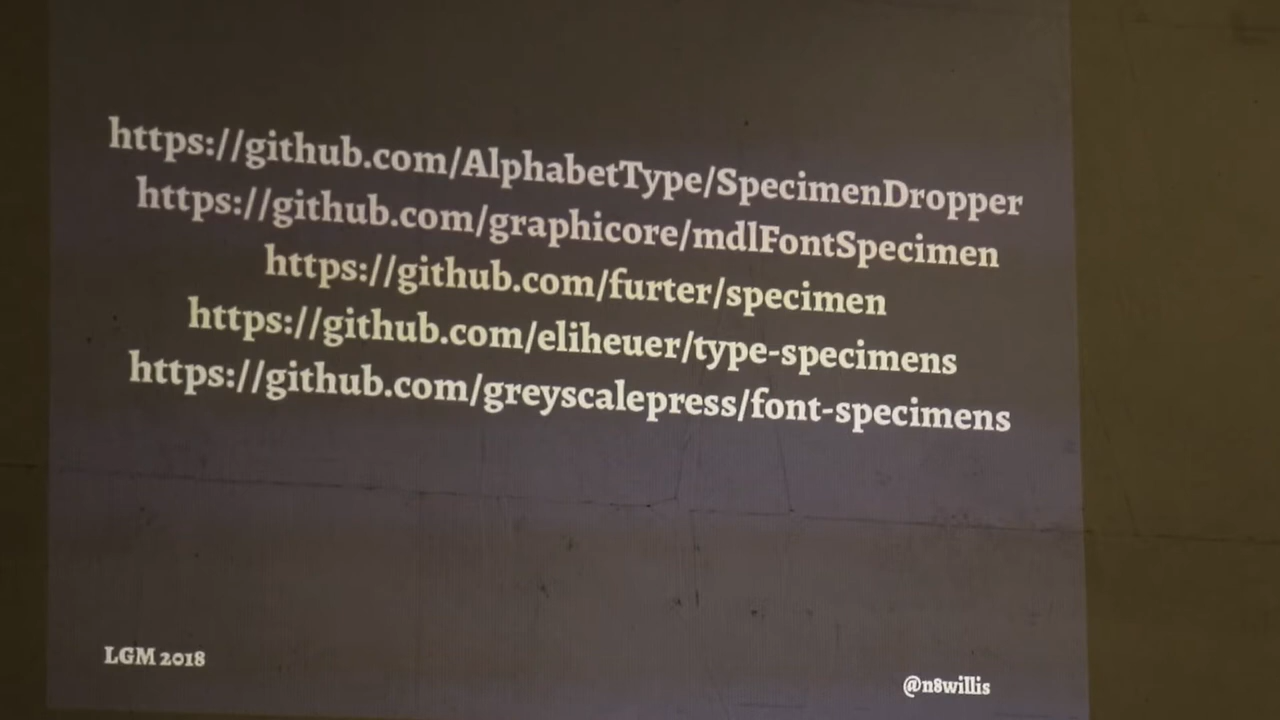 https://github.com/AlphabetType/SpecimenDropper
https://github.com/graphicore/mdlFontSpecimen
https://github.com/furter/specimen
https://github.com/eliheuer/type-specimens
https://github.com/greyscalepress/font-specimens
LGM 2018
@n8willis